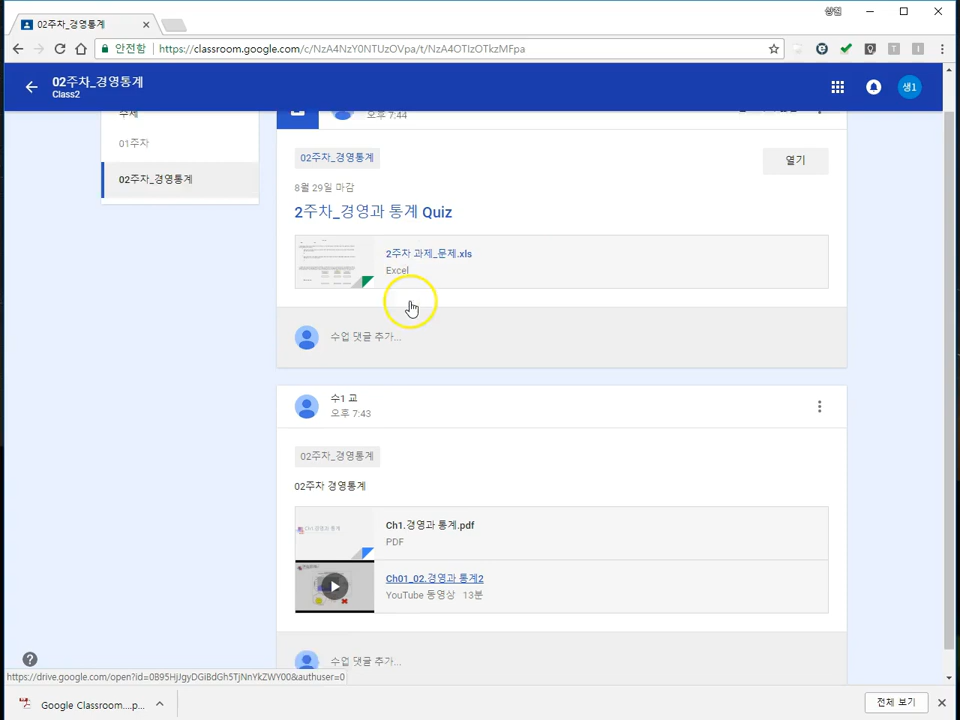 상점
02주차_경영통계
안전함 https://classroom.google.com/c/NzA4NzY0NTUzOVpa/t/NzA4OTIzOTkzMFpa
02주차_경영통계
Class2
생1
주제
오후 7:44
01주차
02주차_경영통계
02주차_경영통계
열기
8월 29일 마감
2주차_경영과 통계 Quiz
2주차 과제_문제.xls
Excel
수업 댓글 추가...
수1 교
오후 7:43
02주차_경영통계
02주차 경영통계
Ch1.경영과 통계.pdf
PDF
Ch01_02.경영과 통계2
YouTube 동영상 13분
수업 댓글 추가...
https://drive.google.com/open?id=0B95HjJgyDGiBdGh5TjNnYkZWY00&authuser=0
Google Classroom....p...
전체 보기